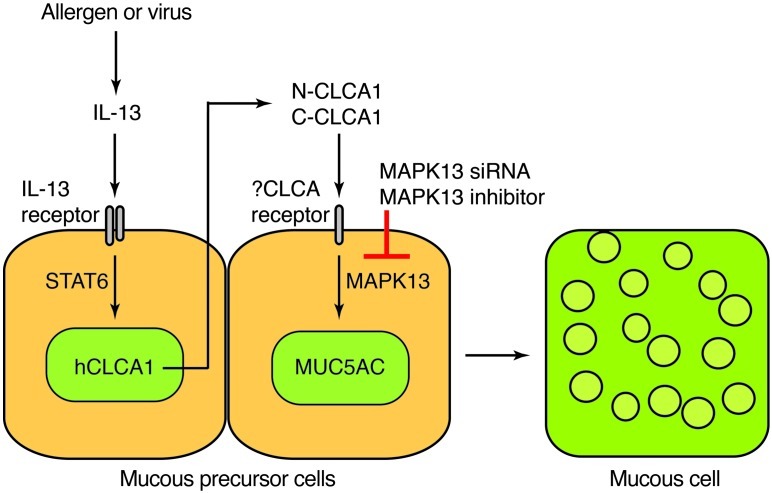 Allergen or virus
IL-13
N-CLCA1
C-CLCA1
IL-13
receptor
?CLCA
receptor
MAPK13 siRNA
MAPK13 inhibitor
STAT6
MAPK13
hCLCA1
MUC5AC
Mucous precursor cells
Mucous cell